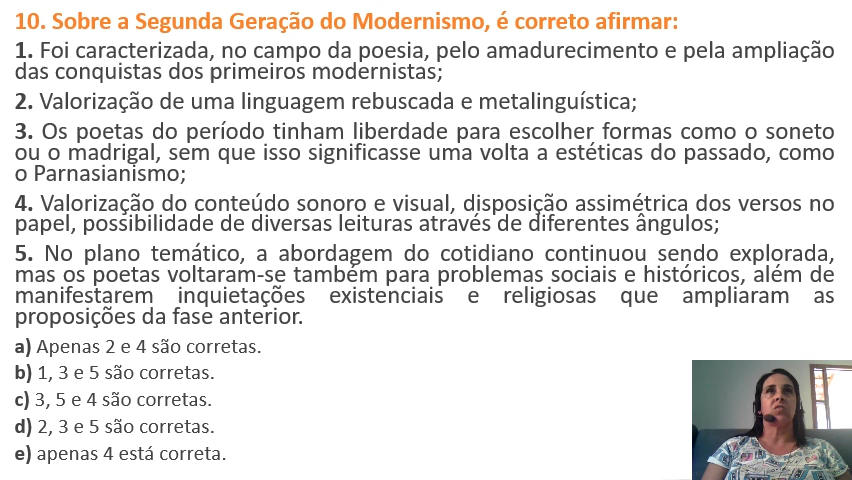 10. Sobre a Segunda Geração do Modernismo, é correto afirmar:
1. Foi caracterizada, no campo da poesia, pelo amadurecimento e pela ampliação
das conquistas dos primeiros modernistas;
2. Valorização de uma linguagem rebuscada e metalinguística;
3. Os poetas do período tinham liberdade para escolher formas como o soneto
ou o madrigal, sem que isso significasse uma volta a estéticas do passado, como
o Parnasianismo;
4. Valorização do conteúdo sonoro e visual, disposição assimétrica dos versos no
papel, possibilidade de diversas leituras através de diferentes ângulos;
5. No plano temático, a abordagem do cotidiano continuou sendo explorada,
mas os poetas voltaram-se também para problemas sociais e históricos, além de
manifestarem inquietações existenciais e religiosas que ampliaram as
proposições da fase anterior.
a) Apenas 2 e 4 são corretas.
b) 1, 3 e 5 são corretas.
c) 3, 5 e 4 são corretas.
d) 2, 3 e 5 são corretas.
e) apenas 4 está correta.